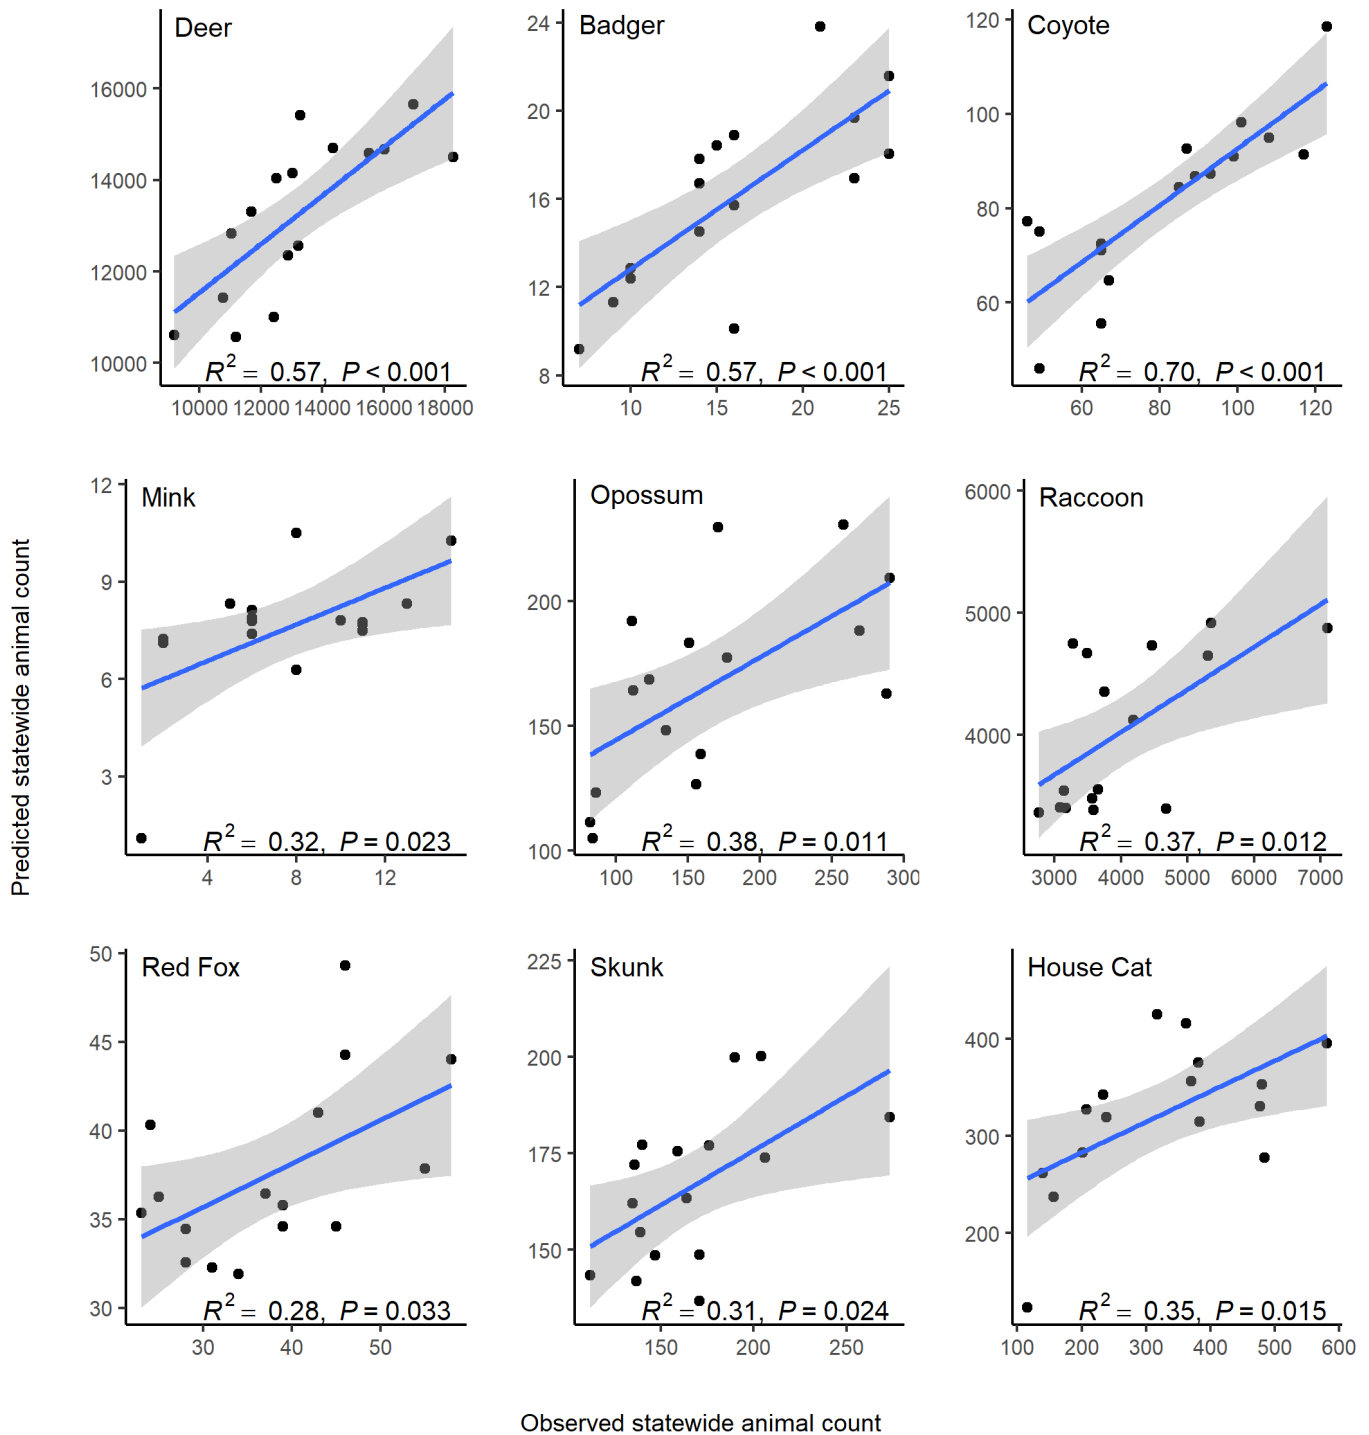 Deer
16000
14000
12000
10000
R² = 0.57, P < 0.001
10000 12000 14000 16000 18000
Badger
24
20
16
12
8
R² = 0.57, P < 0.001
10 15 20 25
Coyote
120
100
80
60
R² = 0.70, P < 0.001
60 80 100 120
Predicted statewide animal count
Mink
12
9
6
3
R² = 0.32, P = 0.023
4 8 12
Opossum
200
150
100
R² = 0.38, P = 0.011
100 150 200 250 300
Raccoon
6000
5000
4000
R² = 0.37, P = 0.012
3000 4000 5000 6000 7000
Red Fox
50
45
40
35
30
R² = 0.28, P = 0.033
30 40 50
Skunk
225
200
175
150
R² = 0.31, P = 0.024
150 200 250
House Cat
400
300
200
R² = 0.35, P = 0.015
100 200 300 400 500 600
Observed statewide animal count